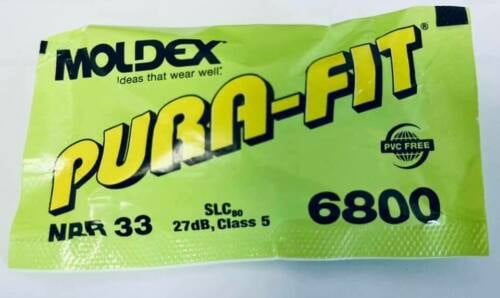 MOLDEX®
Ideas that wear well.®
PURA-FIT®
PVC FREE
NRR 33
SLC80
27dB, Class 5
6800